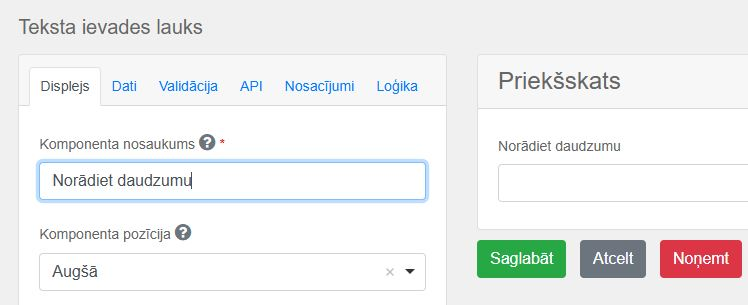 Teksta ievades lauks
Displejs Dati Validācija API Nosacījumi Loģika
Komponenta nosaukums ? *
Norādiet daudzumu
Komponenta pozīcija ?
Augšā ×
Priekšskats
Norādiet daudzumu
Saglabāt Atcelt Noņemt